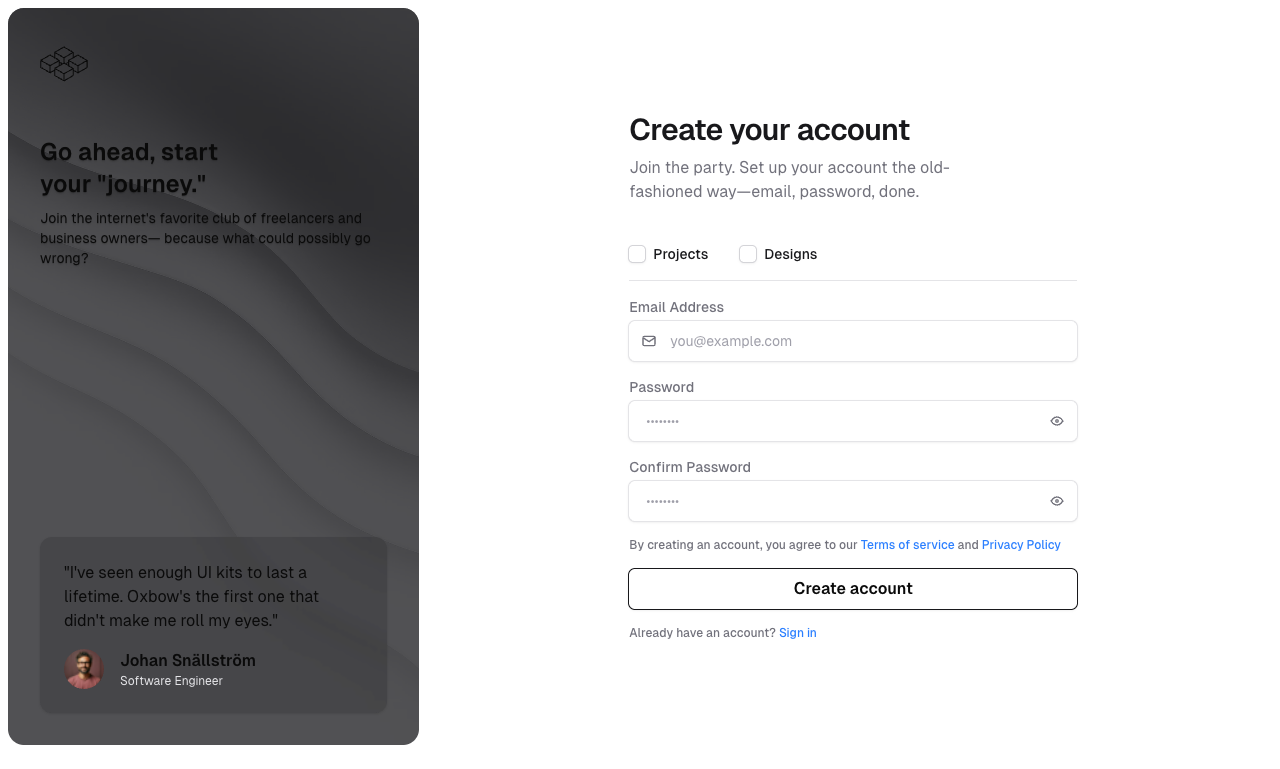 Go ahead, start
your "journey."
Join the internet's favorite club of freelancers and
business owners— because what could possibly go
wrong?
"I've seen enough UI kits to last a
lifetime. Oxbow's the first one that
didn't make me roll my eyes."
Johan Snällström
Software Engineer
Create your account
Join the party. Set up your account the old-
fashioned way—email, password, done.
Projects Designs
Email Address
you@example.com
Password
••••••••
Confirm Password
••••••••
By creating an account, you agree to our Terms of service and Privacy Policy
Create account
Already have an account? Sign in